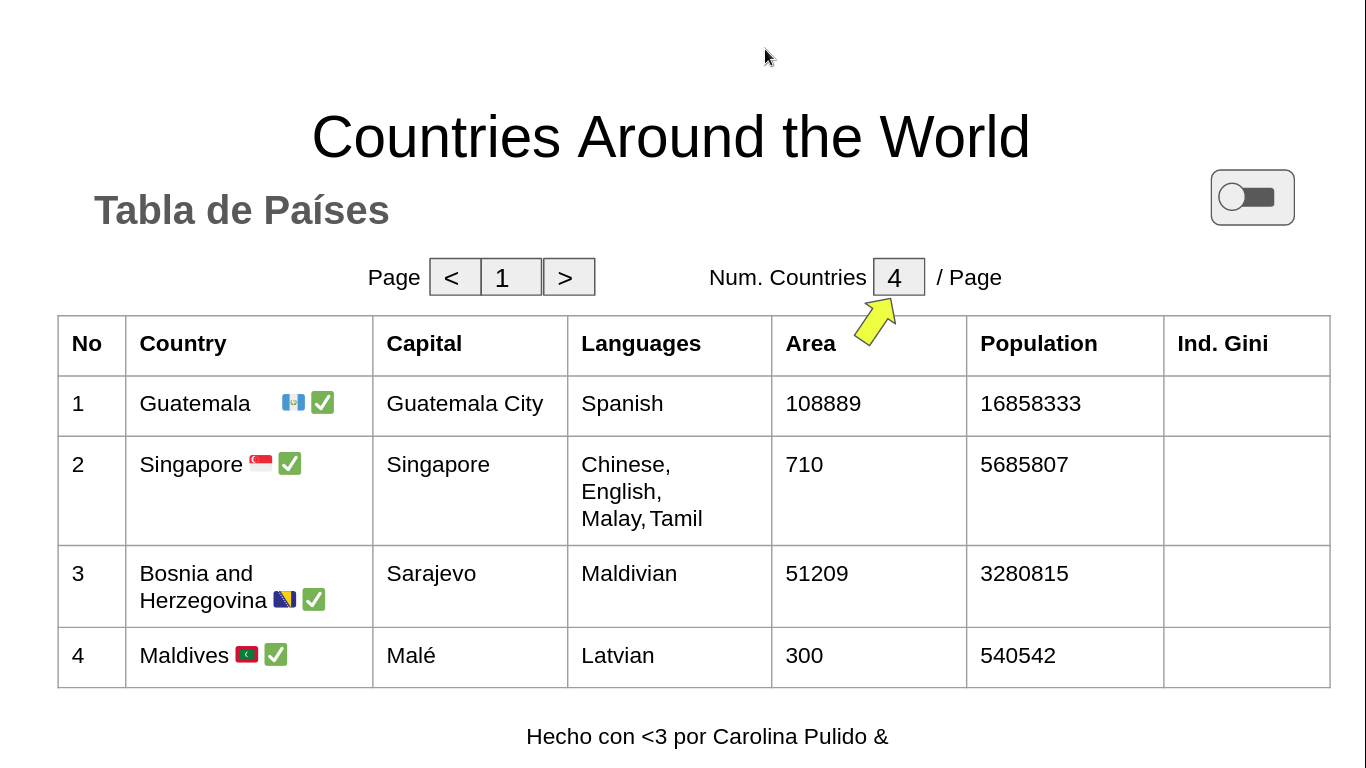 Countries Around the World
Tabla de Países
Page < 1 > Num. Countries 4 / Page
No Country Capital Languages Area Population Ind. Gini
1 Guatemala Guatemala City Spanish 108889 16858333
2 Singapore Singapore Chinese, 710 5685807
English,
Malay, Tamil
3 Bosnia and Sarajevo Maldivian 51209 3280815
Herzegovina
4 Maldives Malé Latvian 300 540542
Hecho con <3 por Carolina Pulido &